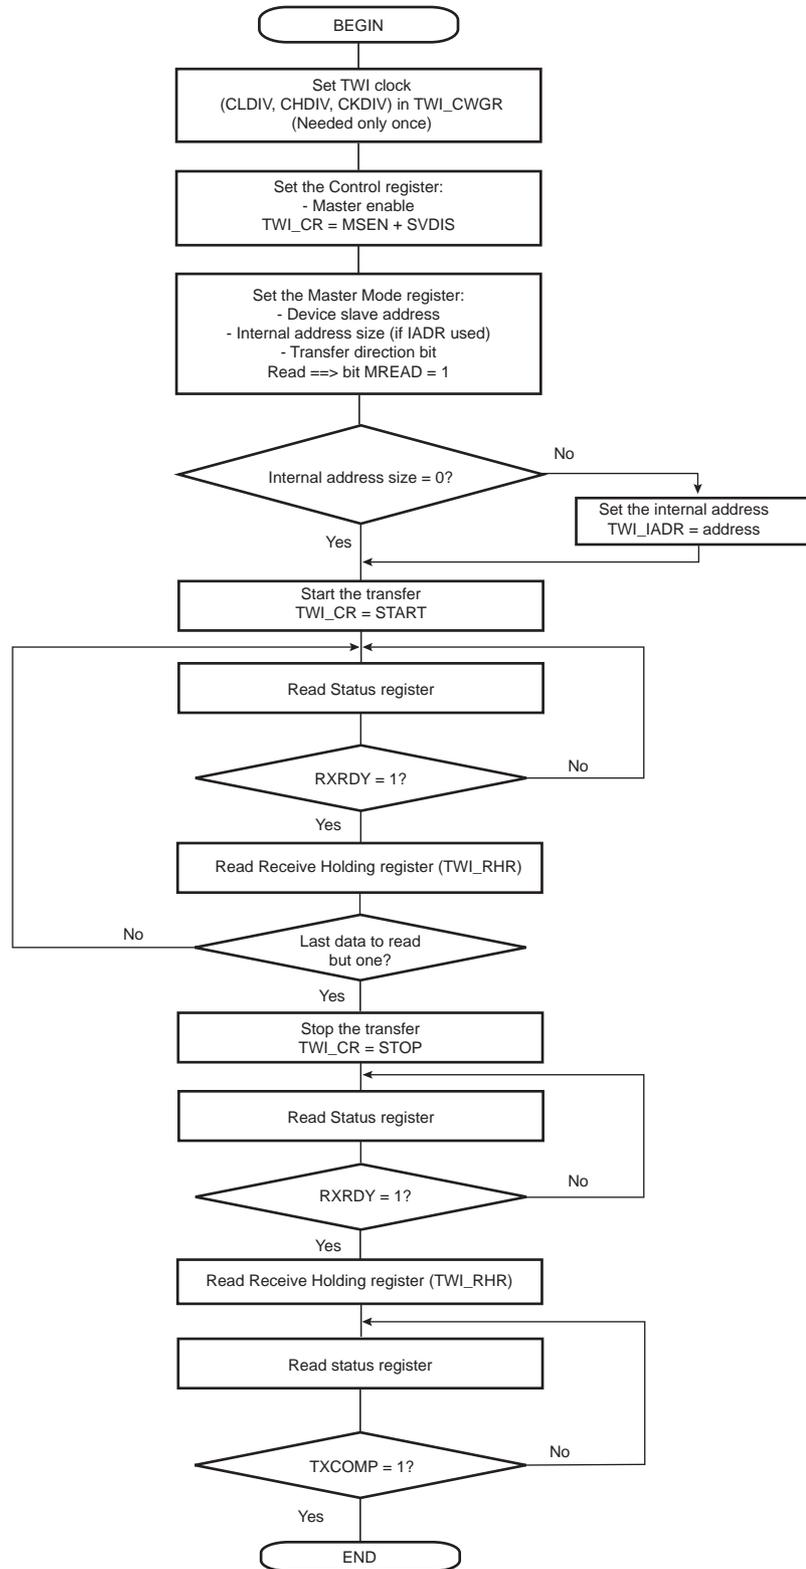 BEGIN
Set TWI clock
(CLDIV, CHDIV, CKDIV) in TWI_CWGR
(Needed only once)
Set the Control register:
- Master enable
TWI_CR = MSEN + SVDIS
Set the Master Mode register:
- Device slave address
- Internal address size (if IADR used)
- Transfer direction bit
Read ==> bit MREAD = 1
Internal address size = 0?
No
Set the internal address
TWI_IADR = address
Yes
Start the transfer
TWI_CR = START
Read Status register
RXRDY = 1?
No
Yes
Read Receive Holding register (TWI_RHR)
Last data to read
but one?
No
Yes
Stop the transfer
TWI_CR = STOP
Read Status register
RXRDY = 1?
No
Yes
Read Receive Holding register (TWI_RHR)
Read status register
TXCOMP = 1?
No
Yes
END